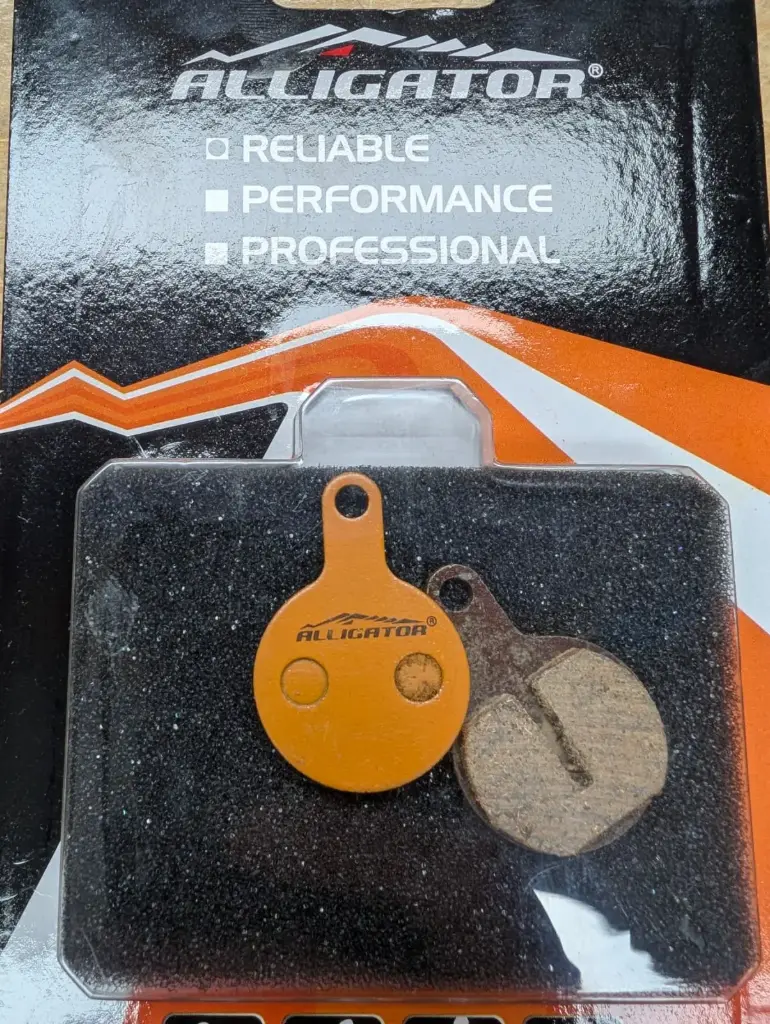 ALLIGATOR®
RELIABLE
PERFORMANCE
PROFESSIONAL
ALLIGATOR®